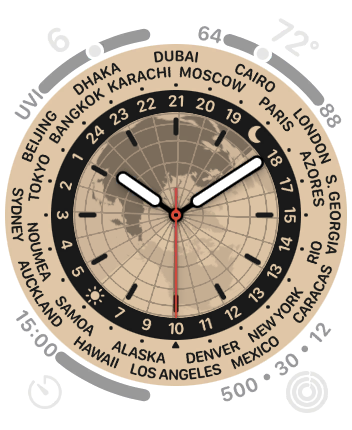 6
UVI
64
72°
88
DUBAI
MOSCOW
CAIRO
PARIS
LONDON
AZORES
S. GEORGIA
RIO
CARACAS
NEW YORK
MEXICO
DENVER
LOS ANGELES
ALASKA
HAWAII
SAMOA
AUCKLAND
NOUMEA
SYDNEY
TOKYO
BEIJING
BANGKOK
DHAKA
KARACHI
21
20
19
18
17
15
14
13
13
12
11
10
9
7
5
4
3
2
1
24
23
22
15:00
500 • 30 • 12